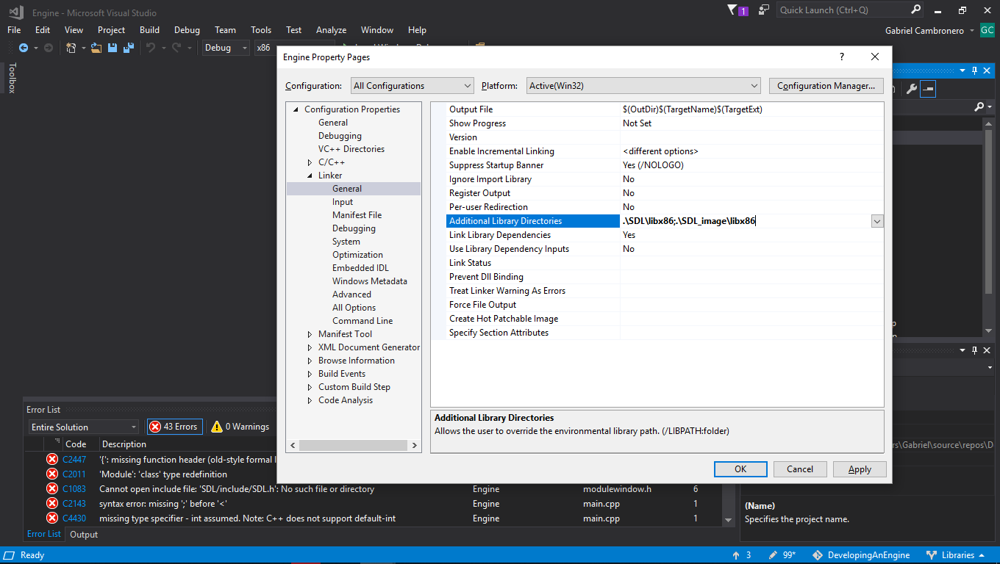 Engine - Microsoft Visual Studio
1
Quick Launch (Ctrl+Q)
File Edit View Project Build Debug Team Tools Test Analyze Window Help
Gabriel Cambronero GC
Debug x86
Toolbox
Engine Property Pages
?
Configuration: All Configurations Platform: Active(Win32) Configuration Manager...
Configuration Properties
General
Debugging
VC++ Directories
C/C++
Linker
General
Input
Manifest File
Debugging
System
Optimization
Embedded IDL
Windows Metadata
Advanced
All Options
Command Line
Manifest Tool
XML Document Generator
Browse Information
Build Events
Custom Build Step
Code Analysis
Output File $(OutDir)$(TargetName)$(TargetExt)
Show Progress Not Set
Version
Enable Incremental Linking <different options>
Suppress Startup Banner Yes (/NOLOGO)
Ignore Import Library No
Register Output No
Per-user Redirection No
Additional Library Directories .\SDL\libx86;.\SDL_image\libx86
Link Library Dependencies Yes
Use Library Dependency Inputs No
Link Status
Prevent Dll Binding
Treat Linker Warning As Errors
Force File Output
Create Hot Patchable Image
Specify Section Attributes
Additional Library Directories
Allows the user to override the environmental library path. (/LIBPATH:folder)
OK Cancel Apply
Error List
Entire Solution 43 Errors 0 Warnings
Code Description
C2447 '{': missing function header (old-style formal l
C2011 'Module': 'class' type redefinition
C1083 Cannot open include file: 'SDL/include/SDL.h': No such file or directory Engine modulewindow.h 6
C2143 syntax error: missing ';' before '<' Engine main.cpp 1
C4430 missing type specifier - int assumed. Note: C++ does not support default-int Engine main.cpp 1
Error List Output
rs\Gabriel\source\repos\D
(Name)
Specifies the project name.
Ready
3 99* DevelopingAnEngine Libraries